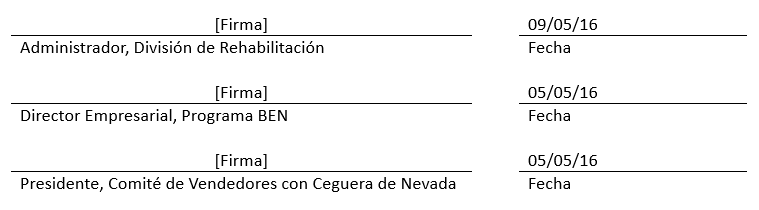 [Firma] 09/05/16
Administrador, División de Rehabilitación Fecha
[Firma] 05/05/16
Director Empresarial, Programa BEN Fecha
[Firma] 05/05/16
Presidente, Comité de Vendedores con Ceguera de Nevada Fecha